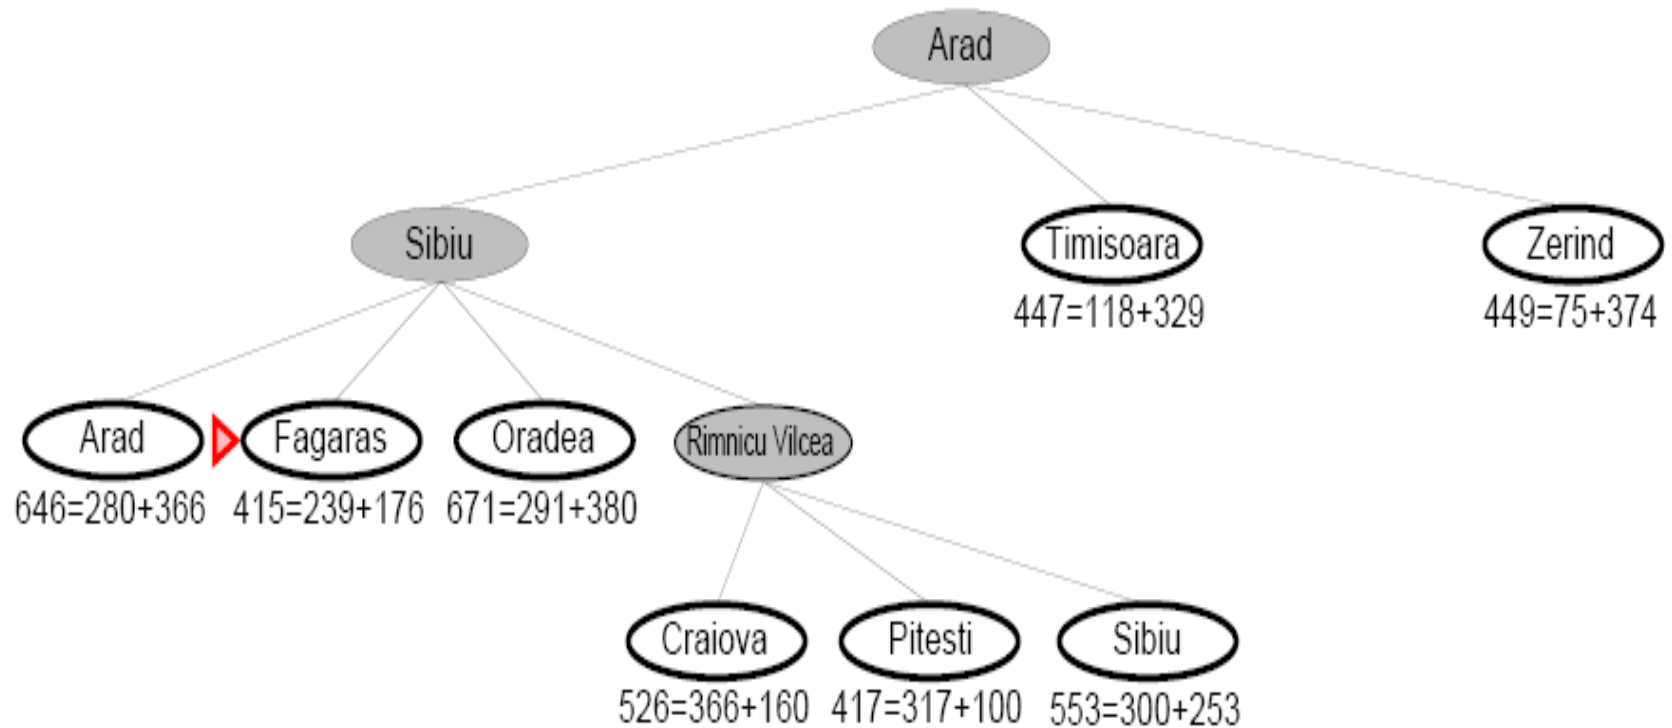 Arad
Sibiu
Timisoara
Zerind
447=118+329
449=75+374
Arad
Fagaras
Oradea
Rimnicu Vilcea
646=280+366
415=239+176
671=291+380
Craiova
Pitesti
Sibiu
526=366+160
417=317+100
553=300+253